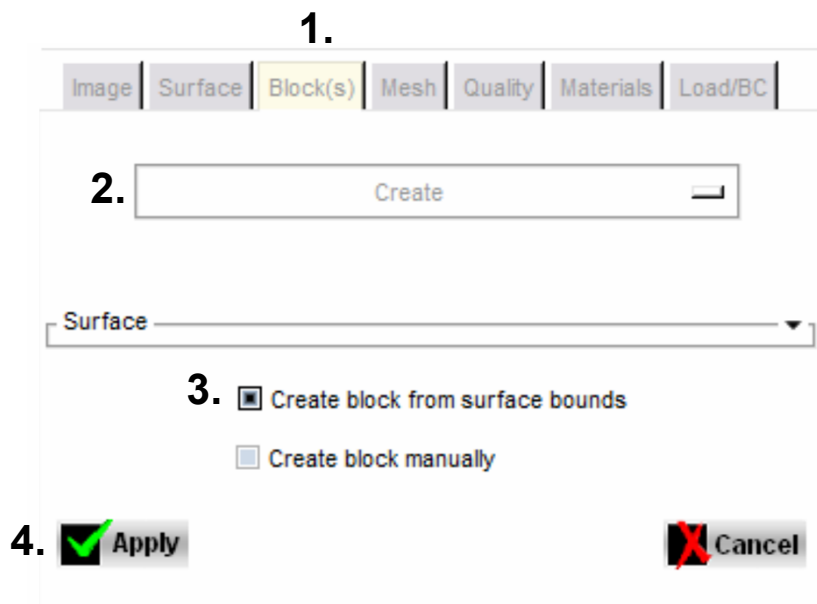 1.
Image Surface Block(s) Mesh Quality Materials Load/BC
2. Create
Surface
3. Create block from surface bounds
Create block manually
4. Apply Cancel